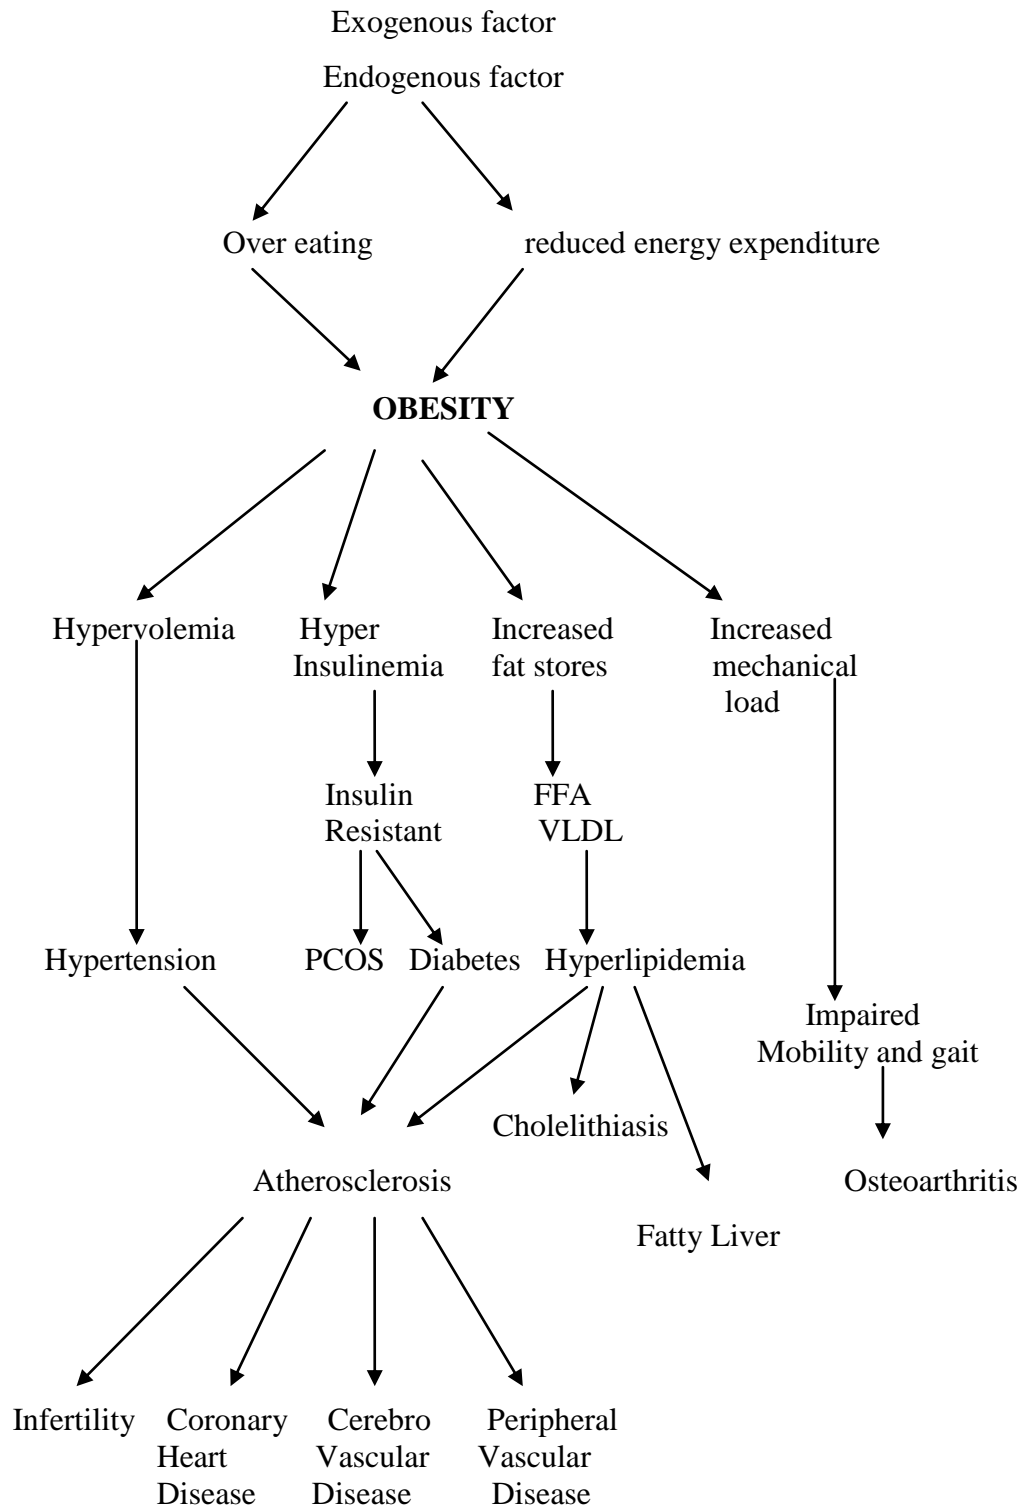 Exogenous factor
Endogenous factor
Over eating
reduced energy expenditure
OBESITY
Hypervolemia
Hyper
Insulinemia
Increased
fat stores
Increased
mechanical
load
Insulin
Resistant
FFA
VLDL
Hypertension
PCOS
Diabetes
Hyperlipidemia
Impaired
Mobility and gait
Cholelithiasis
Atherosclerosis
Osteoarthritis
Fatty Liver
Infertility
Coronary
Heart
Disease
Cerebro
Vascular
Disease
Peripheral
Vascular
Disease